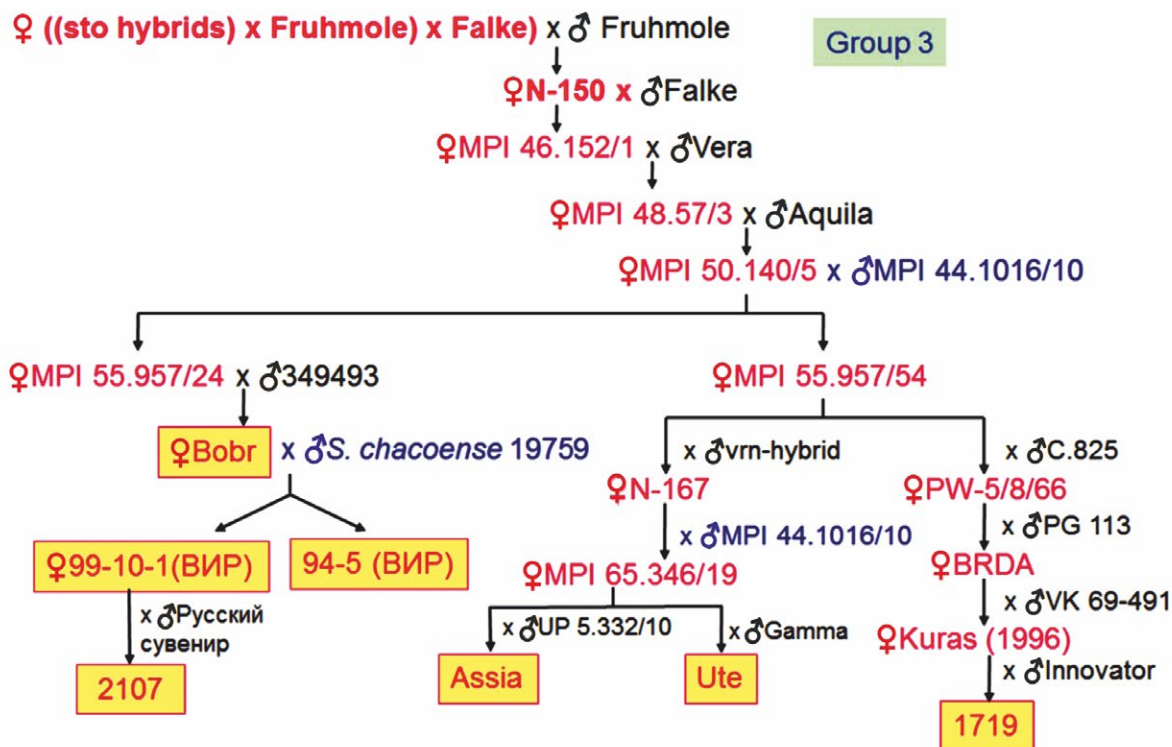 ♀ ((sto hybrids) x Fruhmole) x Falke) x ♂ Fruhmole
Group 3
♀N-150 x ♂Falke
♀MPI 46.152/1 x ♂Vera
♀MPI 48.57/3 x ♂Aquila
♀MPI 50.140/5 x ♂MPI 44.1016/10
♀MPI 55.957/24 x ♂349493
♀MPI 55.957/54
♀Bobr x ♂S. chacoense 19759
x ♂vrn-hybrid
x ♂C.825
♀N-167
♀PW-5/8/66
x ♂MPI 44.1016/10
x ♂PG 113
♀99-10-1(ВИР)
94-5 (ВИР)
♀MPI 65.346/19
♀BRDA
x ♂Русский
сувенир
x ♂UP 5.332/10
x ♂Gamma
x ♂VK 69-491
♀Kuras (1996)
2107
Assia
Ute
x ♂Innovator
1719